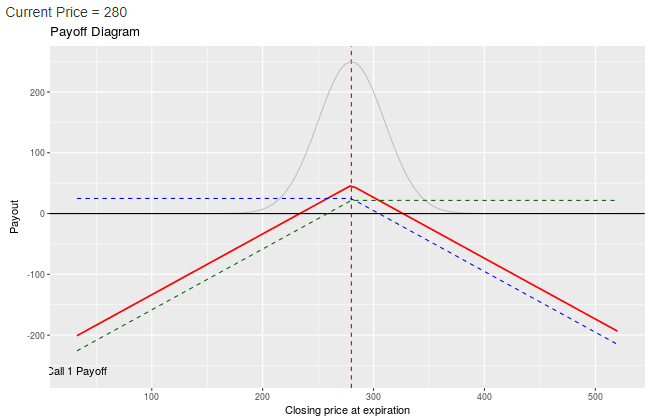 Current Price = 280
Payoff Diagram
200
100
0
-100
-200
Payout
Call 1 Payoff
100
200
300
400
500
Closing price at expiration